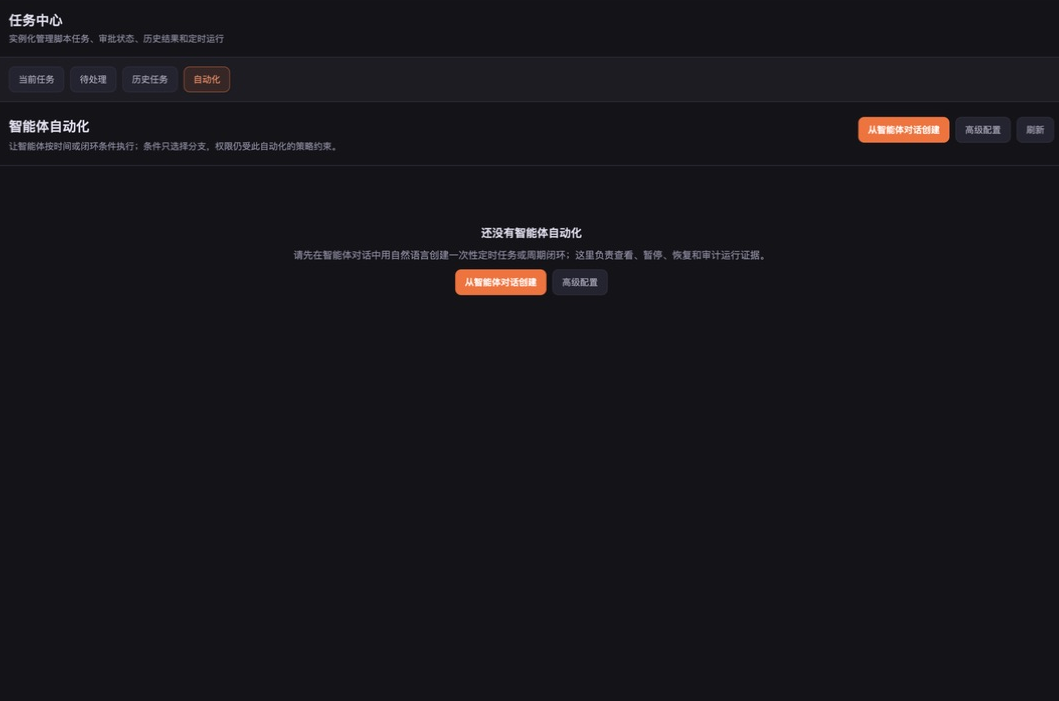 任务中心
实例化管理脚本任务、审批状态、历史结果和定时运行
当前任务 待处理 历史任务 自动化
智能体自动化
让智能体按时间或闭环条件执行；条件只选择分支，权限仍受此自动化的策略约束。
从智能体对话创建 高级配置 刷新
还没有智能体自动化
请先在智能体对话中用自然语言创建一次性定时任务或周期闭环；这里负责查看、暂停、恢复和审计运行证据。
从智能体对话创建 高级配置